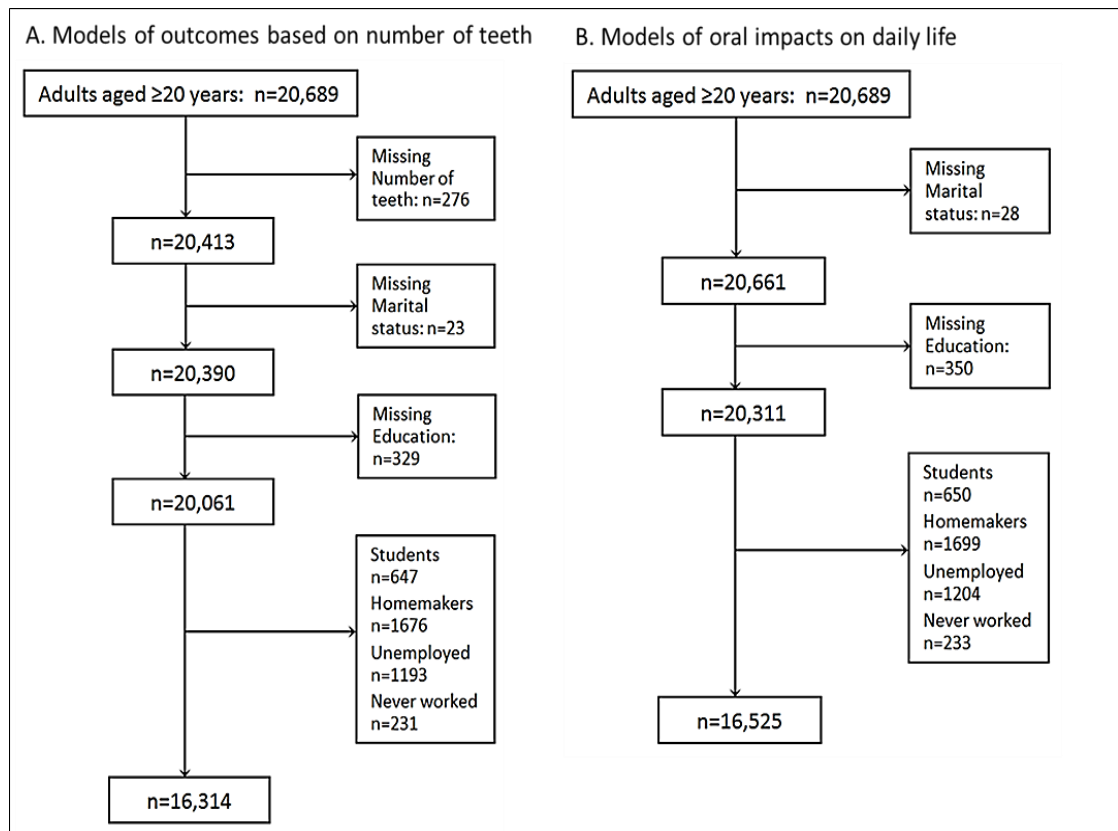 A. Models of outcomes based on number of teeth
Adults aged ≥20 years: n=20,689
Missing
Number of
teeth: n=276
n=20,413
Missing
Marital
status: n=23
n=20,390
Missing
Education:
n=329
n=20,061
Students
n=647
Homemakers
n=1676
Unemployed
n=1193
Never worked
n=231
n=16,314
B. Models of oral impacts on daily life
Adults aged ≥20 years: n=20,689
Missing
Marital
status: n=28
n=20,661
Missing
Education:
n=350
n=20,311
Students
n=650
Homemakers
n=1699
Unemployed
n=1204
Never worked
n=233
n=16,525